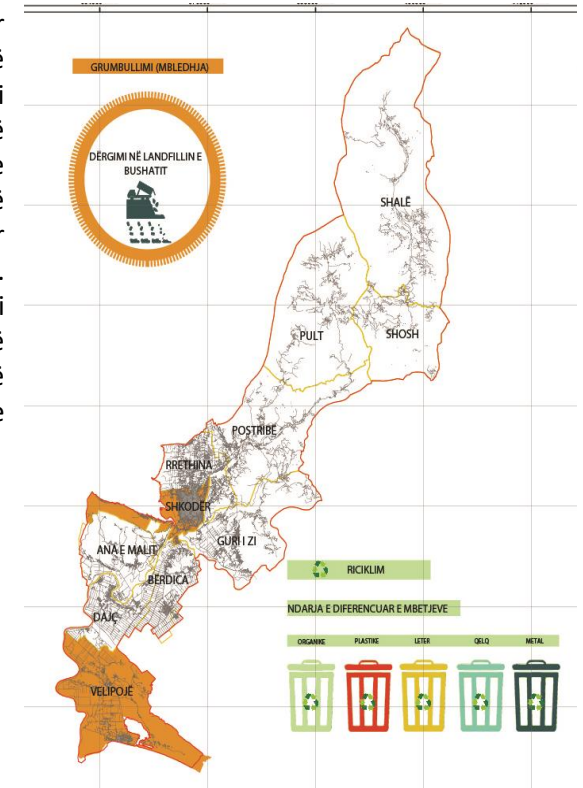 GRUMBULLIMI (MBLEDHJA)
DËRGIMI NË LANDFILLIN E
BUSHATIT
SHALË
PULT
SHOSH
POSTRIBË
RRETHINA
SHKODËR
GURI I ZI
ANA E MALIT
BËRDICA
DAJÇ
VELIPOJË
RICIKLIM
NDARJA E DIFERENCUAR E MBETJEVE
ORGANIKE PLASTIKE LETER QELQ METAL